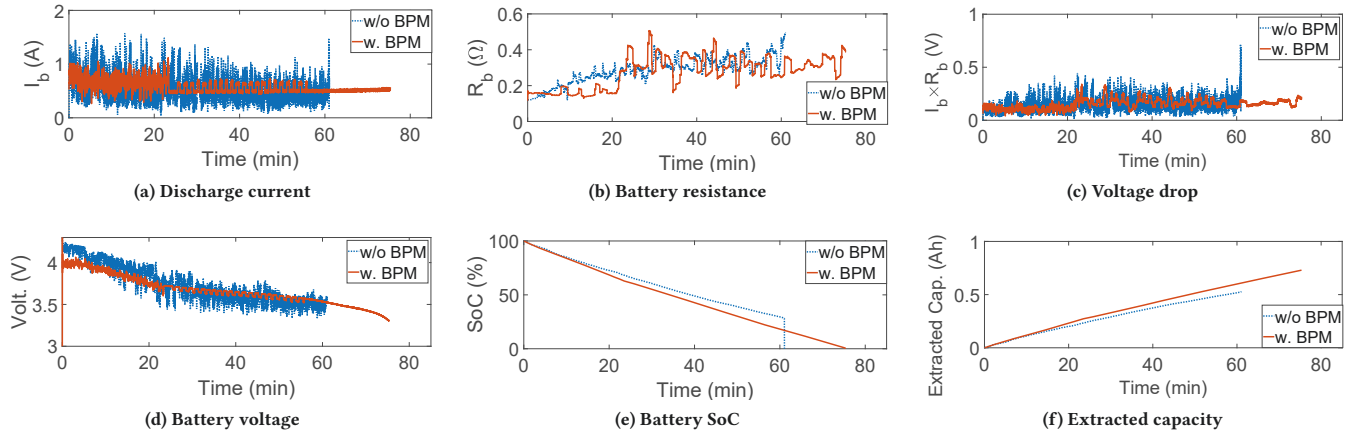 2
1
0
I_b (A)
w/o BPM
w. BPM
0 20 40 60 80
Time (min)
(a) Discharge current
0.6
0.4
0.2
0
R_b (Ω)
w/o BPM
w. BPM
0 20 40 60 80
Time (min)
(b) Battery resistance
1
0.5
0
I_b×R_b (V)
w/o BPM
w. BPM
0 20 40 60 80
Time (min)
(c) Voltage drop
4
3.5
3
Volt. (V)
w/o BPM
w. BPM
0 20 40 60 80
Time (min)
(d) Battery voltage
100
50
0
SoC (%)
w/o BPM
w. BPM
0 20 40 60 80
Time (min)
(e) Battery SoC
1
0.5
0
Extracted Cap. (Ah)
w/o BPM
w. BPM
0 20 40 60 80
Time (min)
(f) Extracted capacity